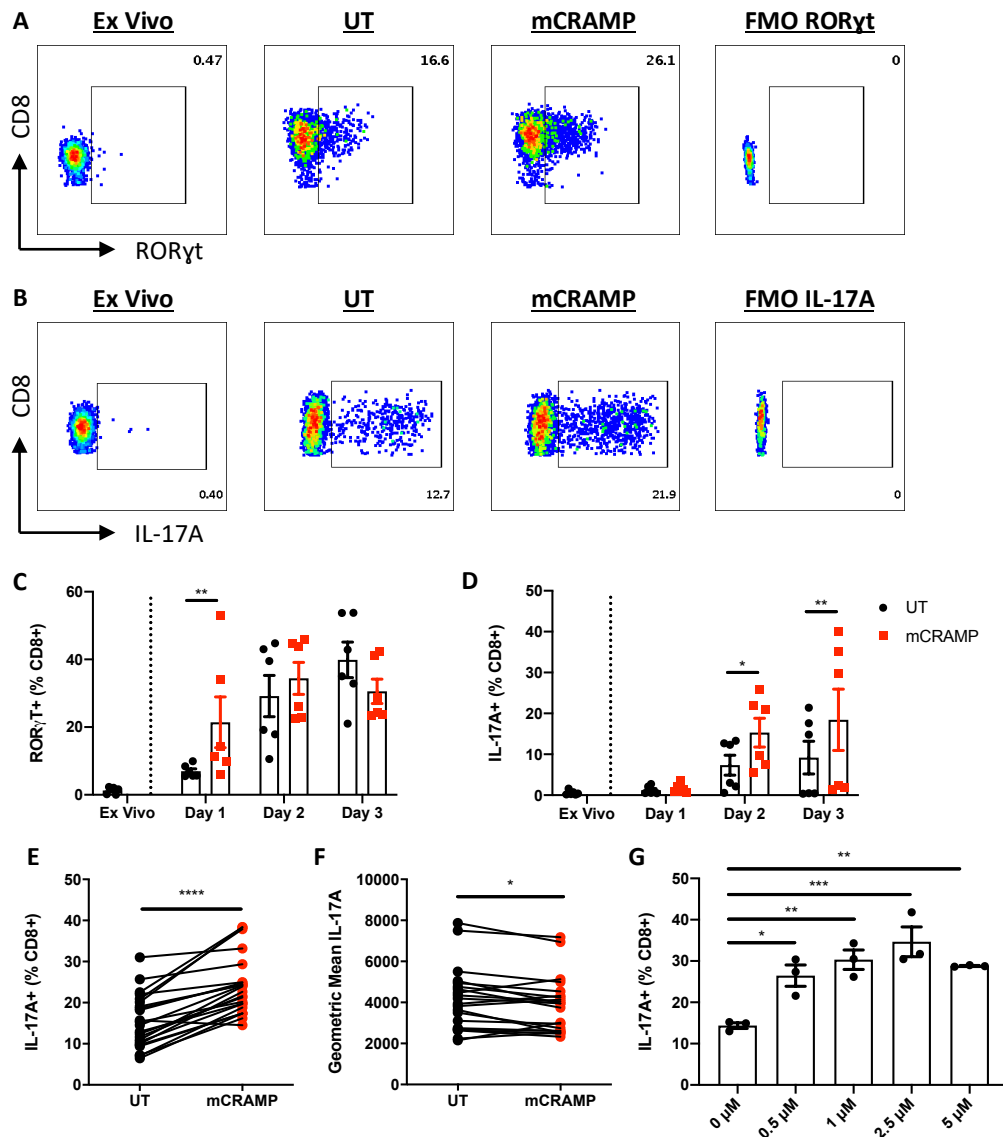 A
Ex Vivo
UT
mCRAMP
FMO RORɣt
0.47
16.6
26.1
0
CD8
RORɣt
B
Ex Vivo
UT
mCRAMP
FMO IL-17A
CD8
0.40
12.7
21.9
0
IL-17A
C
RORγT+ (% CD8+)
60
40
20
0
**
Ex Vivo
Day 1
Day 2
Day 3
D
IL-17A+ (% CD8+)
50
40
30
20
10
0
*
**
Ex Vivo
Day 1
Day 2
Day 3
UT
mCRAMP
E
IL-17A+ (% CD8+)
50
40
30
20
10
0
****
UT
mCRAMP
F
Geometric Mean IL-17A
10000
8000
6000
4000
2000
0
*
UT
mCRAMP
G
IL-17A+ (% CD8+)
50
40
30
20
10
0
**
***
**
*
0 μM
0.5 μM
1 μM
2.5 μM
5 μM